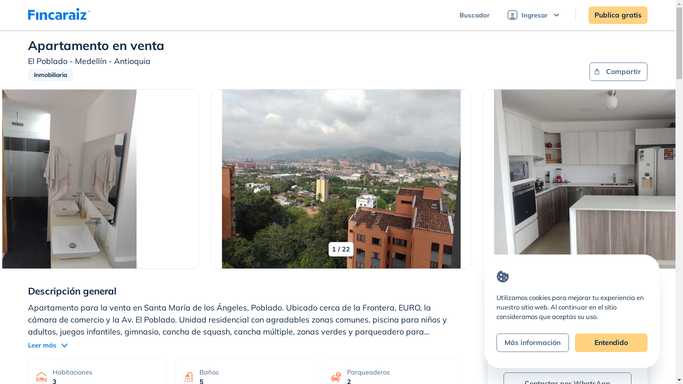 Fincaraiz
Buscador
Ingresar
Publica gratis
Apartamento en venta
El Poblado - Medellín - Antioquia
Inmobiliaria
Compartir
1 / 22
Descripción general
Apartamento para la venta en Santa María de los Ángeles, Poblado. Ubicado cerca de la Frontera, EURO, la
cámara de comercio y la Av. El Poblado. Unidad residencial con agradables zonas comunes, piscina para niños y
adultos, juegos infantiles, gimnasio, cancha de squash, cancha múltiple, zonas verdes y parqueadero para...
Leer más
Habitaciones
3
Baños
5
Parqueaderos
2
Utilizamos cookies para mejorar tu experiencia en
nuestro sitio web. Al continuar en el sitio
consideramos que aceptas su uso.
Más información
Entendido
Contactar por WhatsApp